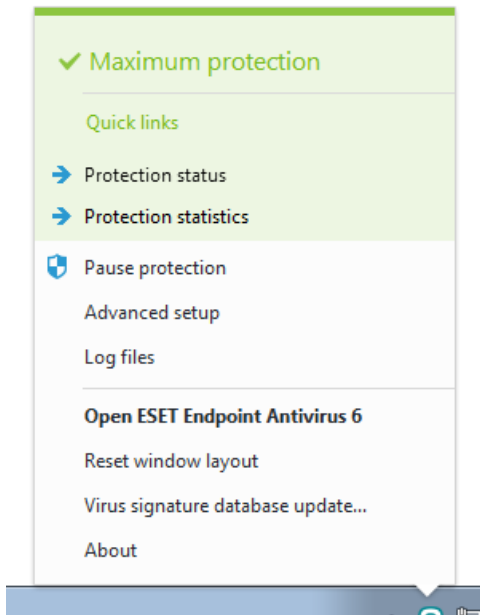 Maximum protection
Quick links
Protection status
Protection statistics
Pause protection
Advanced setup
Log files
Open ESET Endpoint Antivirus 6
Reset window layout
Virus signature database update...
About